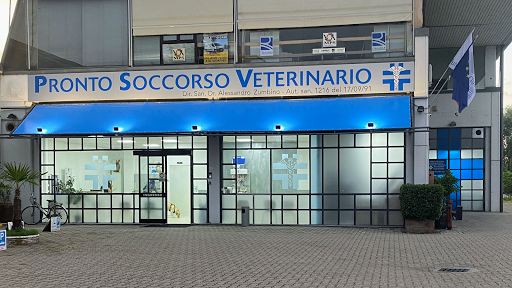 PRONTO SOCCORSO VETERINARIO
Dir. San. Dr. Alessandro Zumbino - Aut. san. 1216 del 17/09/91